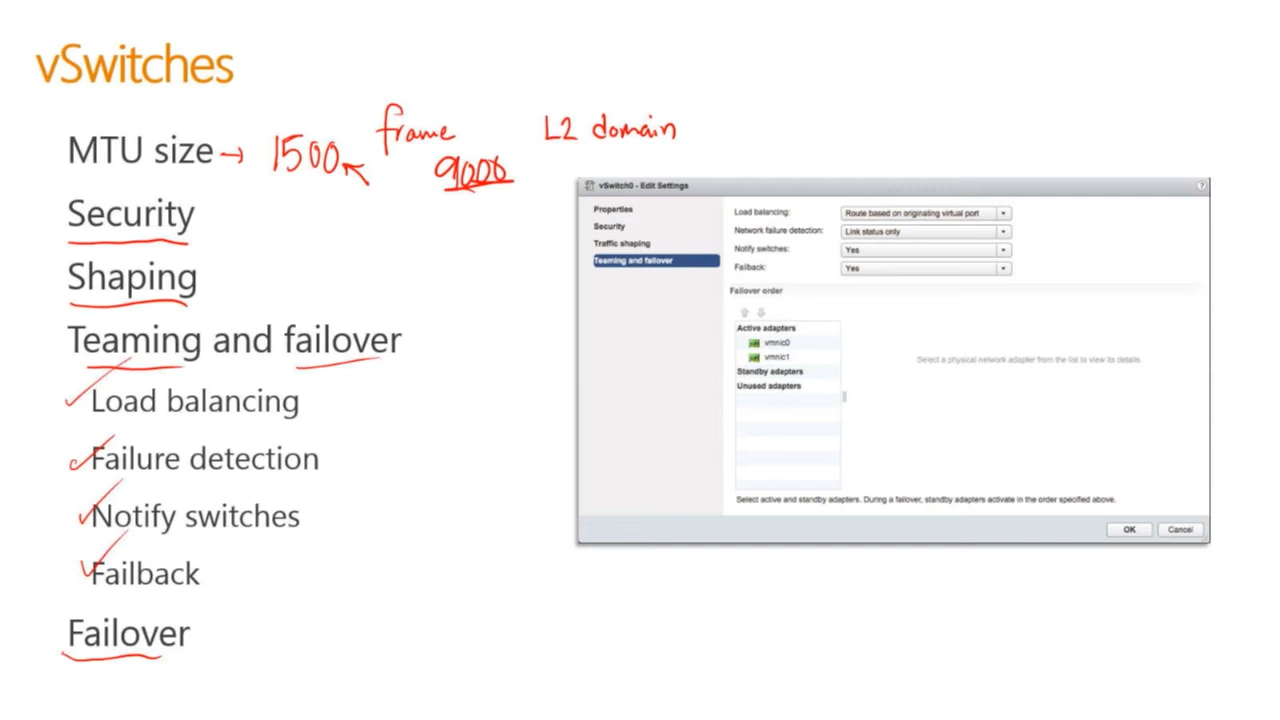 vSwitches
MTU size → 1500 frame 9000 L2 domain
Security
Shaping
Teaming and failover
Load balancing
Failure detection
Notify switches
Failback
Failover
vSwitch0 - Edit Settings
?
Properties
Security
Traffic shaping
Teaming and failover
Load balancing: Route based on originating virtual port
Network failure detection: Link status only
Notify switches: Yes
Failback: Yes
Failover order
Active adapters
vmnic0
vmnic1
Standby adapters
Unused adapters
Select a physical network adapter from the list to view its details.
Select active and standby adapters. During a failover, standby adapters activate in the order specified above.
OK Cancel